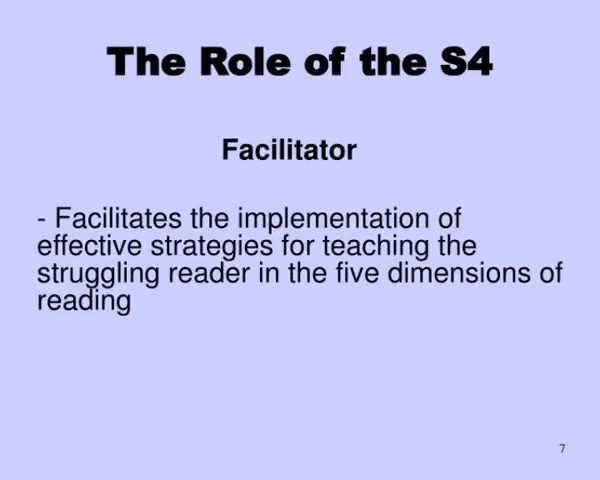 The Role of the S4
Facilitator
- Facilitates the implementation of
effective strategies for teaching the
struggling reader in the five dimensions of
reading
7